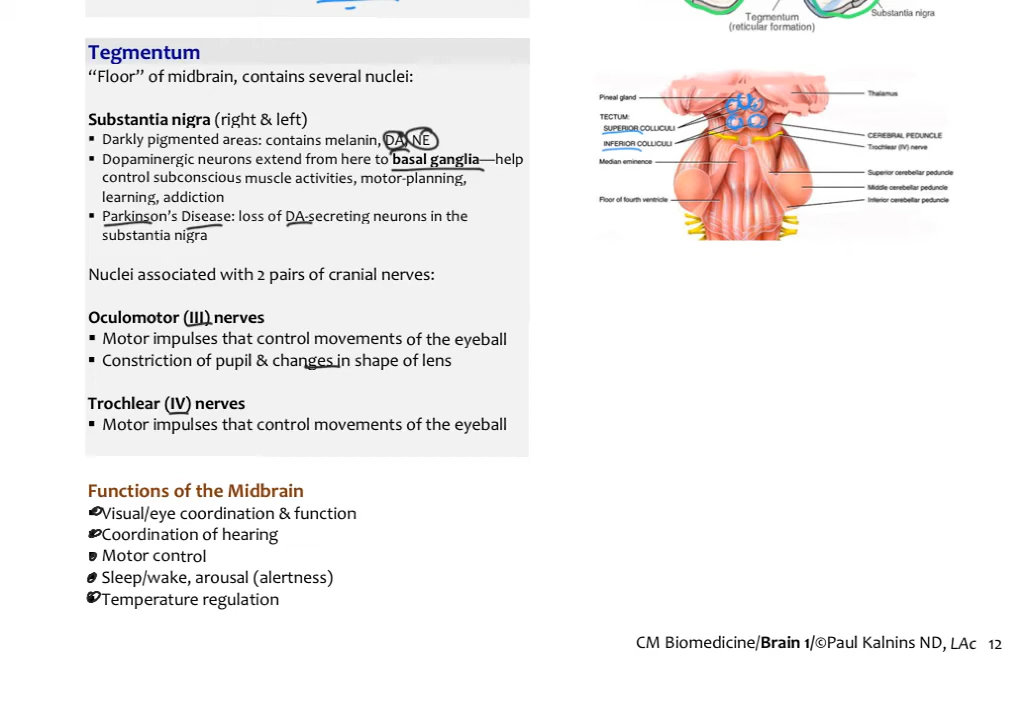 Tegmentum
(reticular formation)
Substantia nigra
Tegmentum
“Floor” of midbrain, contains several nuclei:
Substantia nigra (right & left)
▪ Darkly pigmented areas: contains melanin, DA, NE
▪ Dopaminergic neurons extend from here to basal ganglia—help
control subconscious muscle activities, motor-planning,
learning, addiction
▪ Parkinson’s Disease: loss of DA-secreting neurons in the
substantia nigra
Nuclei associated with 2 pairs of cranial nerves:
Oculomotor (III) nerves
▪ Motor impulses that control movements of the eyeball
▪ Constriction of pupil & changes in shape of lens
Trochlear (IV) nerves
▪ Motor impulses that control movements of the eyeball
Functions of the Midbrain
Visual/eye coordination & function
Coordination of hearing
Motor control
Sleep/wake, arousal (alertness)
Temperature regulation
Pineal gland
TECTUM:
SUPERIOR COLLICULI
INFERIOR COLLICULI
Median eminence
Floor of fourth ventricle
Thalamus
CEREBRAL PEDUNCLE
Trochlear (IV) nerve
Superior cerebellar peduncle
Middle cerebellar peduncle
Inferior cerebellar peduncle
CM Biomedicine/Brain 1/©Paul Kalnins ND, LAc 12